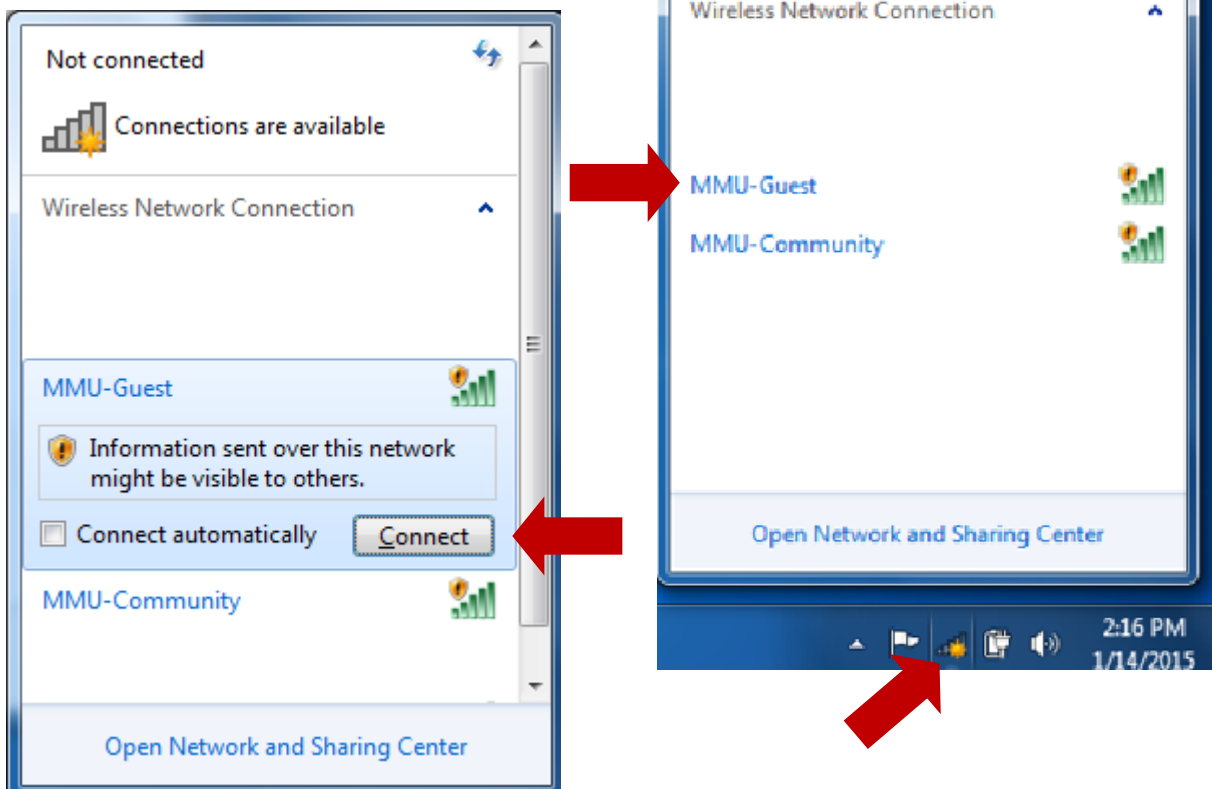 Not connected
Connections are available
Wireless Network Connection
MMU-Guest
Information sent over this network
might be visible to others.
Connect automatically
Connect
MMU-Community
Open Network and Sharing Center
Wireless Network Connection
MMU-Guest
MMU-Community
Open Network and Sharing Center
2:16 PM
1/14/2015